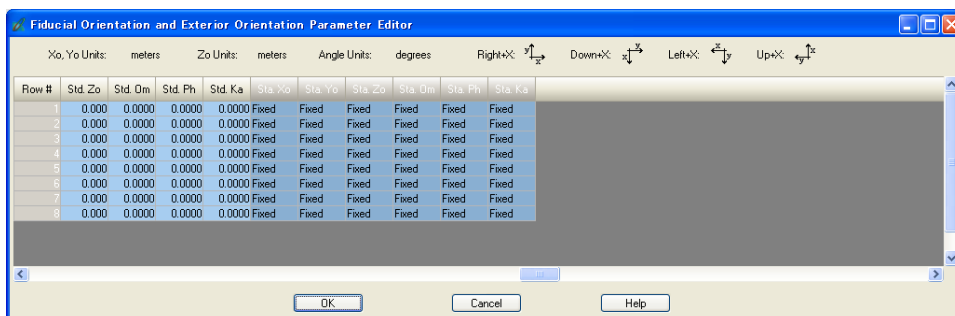 Fiducial Orientation and Exterior Orientation Parameter Editor
Xo, Yo Units: meters Zo Units: meters Angle Units: degrees Right+X: y x Down+X: x y Left+X: x y Up+X: y x
Row # Std. Zo Std. Om Std. Ph Std. Ka Sta. Xo Sta. Yo Sta. Zo Sta. Om Sta. Ph Sta. Ka
1 0.000 0.0000 0.0000 0.0000 Fixed Fixed Fixed Fixed Fixed Fixed
2 0.000 0.0000 0.0000 0.0000 Fixed Fixed Fixed Fixed Fixed Fixed
3 0.000 0.0000 0.0000 0.0000 Fixed Fixed Fixed Fixed Fixed Fixed
4 0.000 0.0000 0.0000 0.0000 Fixed Fixed Fixed Fixed Fixed Fixed
5 0.000 0.0000 0.0000 0.0000 Fixed Fixed Fixed Fixed Fixed Fixed
6 0.000 0.0000 0.0000 0.0000 Fixed Fixed Fixed Fixed Fixed Fixed
7 0.000 0.0000 0.0000 0.0000 Fixed Fixed Fixed Fixed Fixed Fixed
8 0.000 0.0000 0.0000 0.0000 Fixed Fixed Fixed Fixed Fixed Fixed
OK Cancel Help